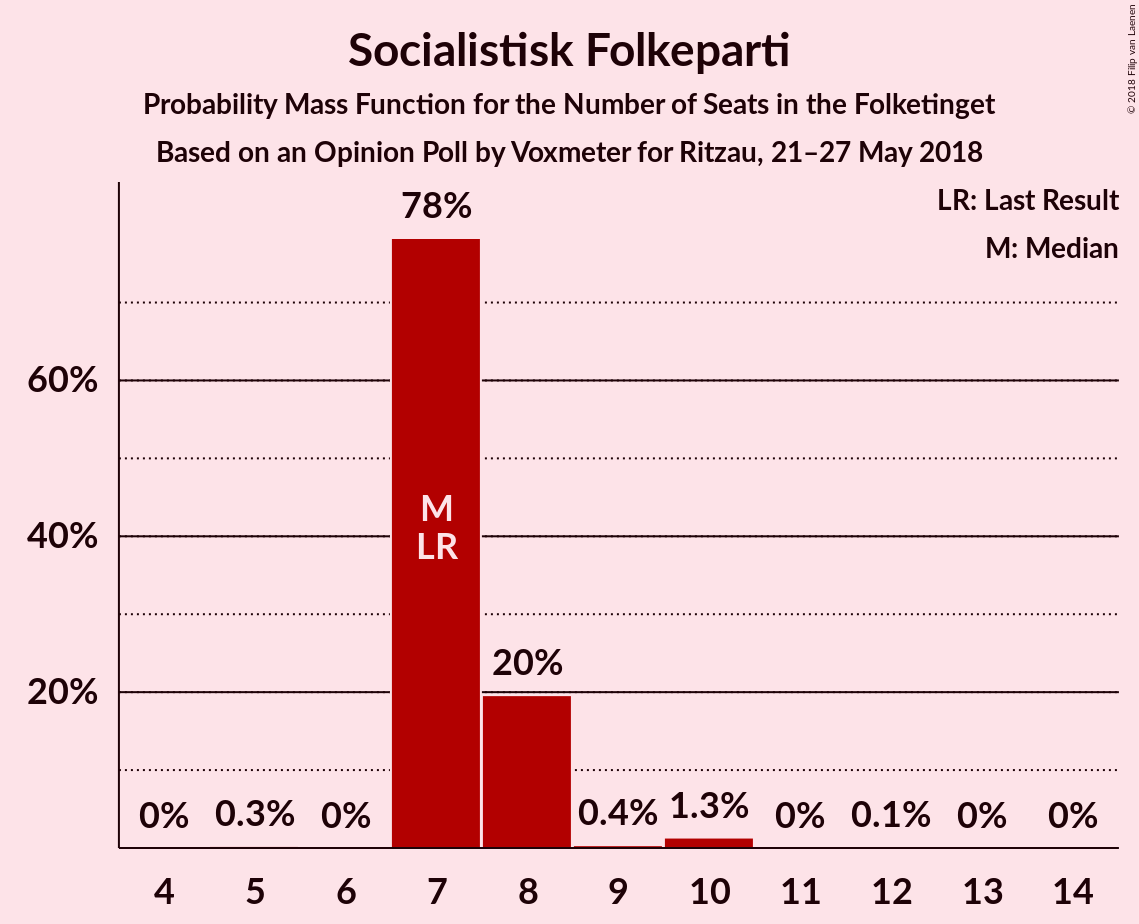 Socialistisk Folkeparti
Probability Mass Function for the Number of Seats in the Folketinget
Based on an Opinion Poll by Voxmeter for Ritzau, 21–27 May 2018
© 2018 Filip van Laenen
LR: Last Result
M: Median
78%
60%
M
LR
40%
20%
20%
0% 0.3% 0% 0.4% 1.3% 0% 0.1% 0% 0%
4 5 6 7 8 9 10 11 12 13 14